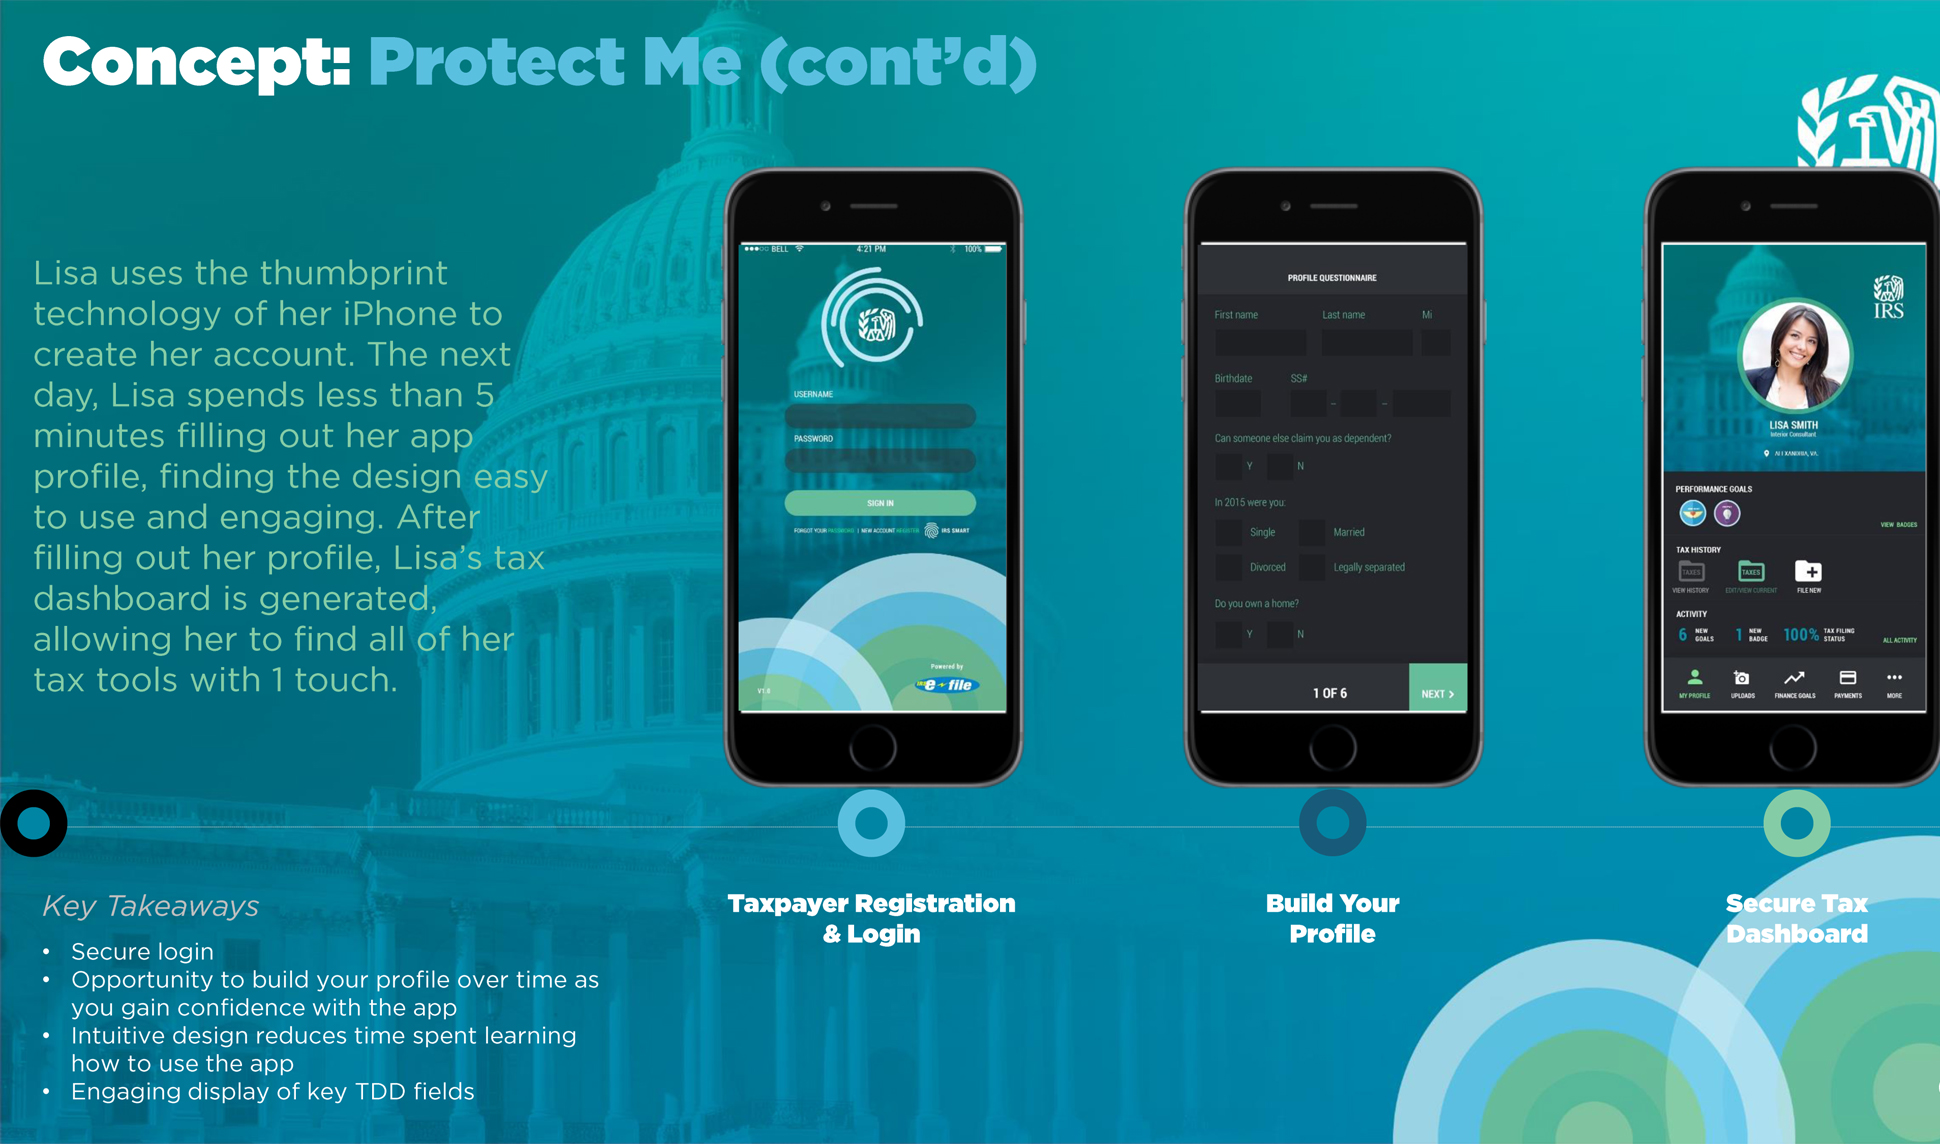 Concept: Protect Me (cont’d)
Lisa uses the thumbprint
technology of her iPhone to
create her account. The next
day, Lisa spends less than 5
minutes filling out her app
profile, finding the design easy
to use and engaging. After
filling out her profile, Lisa’s tax
dashboard is generated,
allowing her to find all of her
tax tools with 1 touch.
BELL 4:21 PM 100%
USERNAME
PASSWORD
SIGN IN
FORGOT YOUR PASSWORD | NEW ACCOUNT REGISTER IRS SMART
Powered by
e-file
V1.0
PROFILE QUESTIONNAIRE
First name Last name Mi
Birthdate SS#
– –
Can someone else claim you as dependent?
Y N
In 2015 were you:
Single Married
Divorced Legally separated
Do you own a home?
Y N
1 OF 6 NEXT >
IRS
LISA SMITH
Interior Consultant
ALEXANDRIA, VA.
PERFORMANCE GOALS
VIEW BADGES
TAX HISTORY
TAXES TAXES
VIEW HISTORY EDIT/VIEW CURRENT FILE NEW
ACTIVITY
6 NEW GOALS 1 NEW BADGE 100% TAX FILING STATUS ALL ACTIVITY
MY PROFILE UPLOADS FINANCE GOALS PAYMENTS MORE
Taxpayer Registration
& Login
Build Your
Profile
Secure Tax
Dashboard
Key Takeaways
• Secure login
• Opportunity to build your profile over time as
you gain confidence with the app
• Intuitive design reduces time spent learning
how to use the app
• Engaging display of key TDD fields